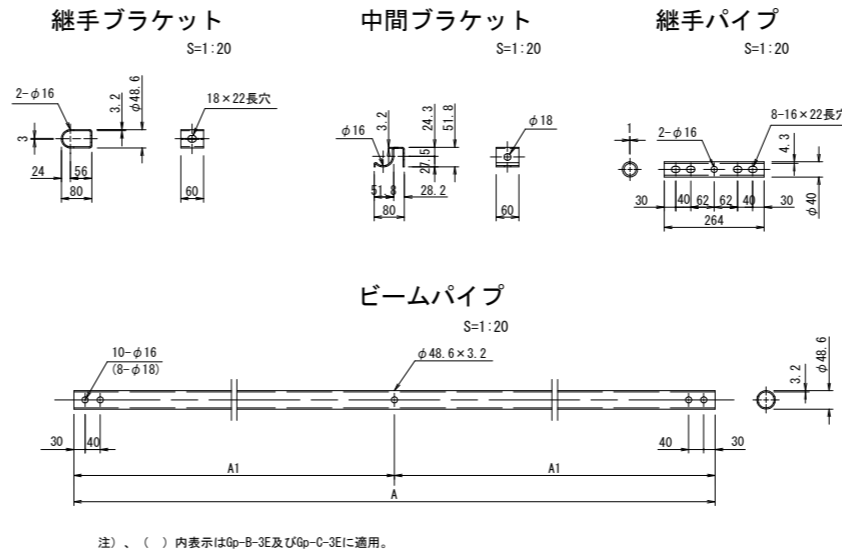 継手ブラケット
S=1:20
2-φ16
3.2
φ48.6
18×22長穴
3
24
56
80
60
中間ブラケット
S=1:20
φ16
3.2
24.3
51.8
27.5
φ18
51.8
28.2
80
60
継手パイプ
S=1:20
1
2-φ16
8-16×22長穴
4.3
φ40
30
40
62
62
40
30
264
ビームパイプ
S=1:20
10-φ16
(8-φ18)
φ48.6×3.2
3.2
φ48.6
30
40
40
30
A1
A1
A
注）、（　）内表示はGp-B-3E及びGp-C-3Eに適用。